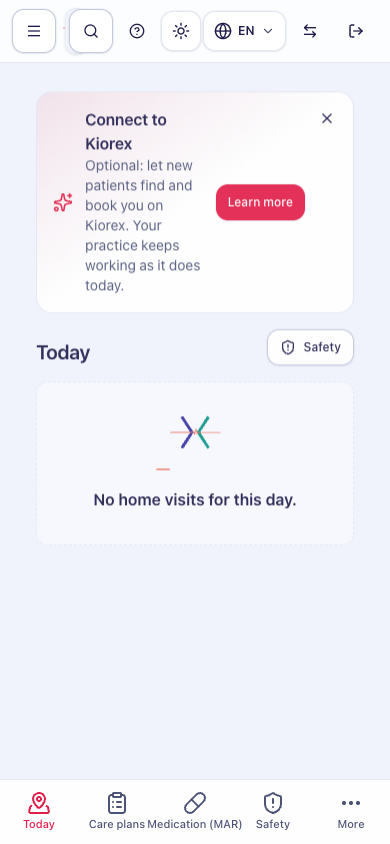 EN
Connect to
Kiorex
Optional: let new
patients find and
book you on
Kiorex. Your
practice keeps
working as it does
today.
Learn more
Today
Safety
No home visits for this day.
Today
Care plans
Medication (MAR)
Safety
More